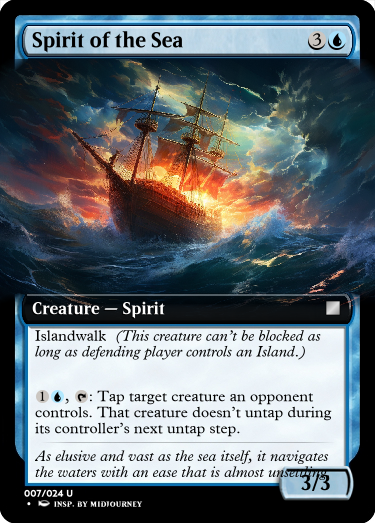 Spirit of the Sea 3
Creature — Spirit
Islandwalk (This creature can't be blocked as
long as defending player controls an Island.)
1, : Tap target creature an opponent
controls. That creature doesn't untap during
its controller's next untap step.
As elusive and vast as the sea itself, it navigates
the waters with an ease that is almost unsettling.
3/3
007/024 U
• INSP. BY MIDJOURNEY